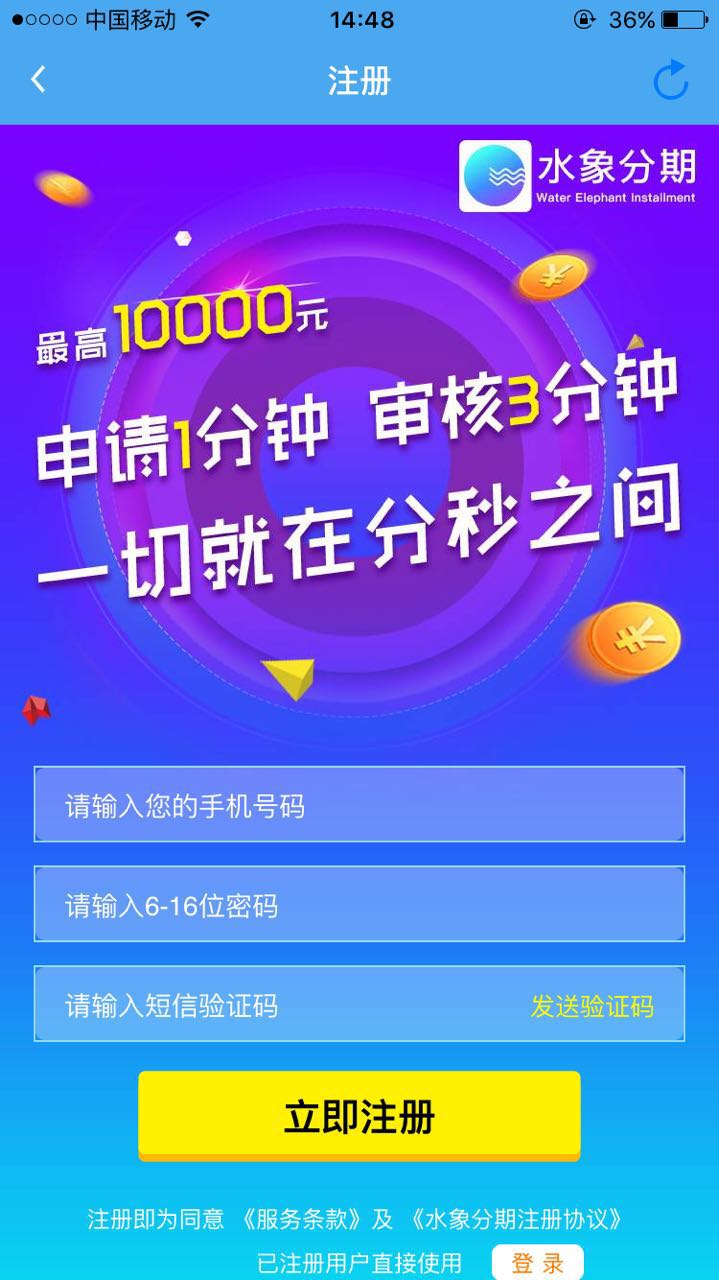 中国移动 14:48 36%
注册
水象分期
Water Elephant Installment
最高10000元
申请1分钟 审核3分钟
一切就在分秒之间
请输入您的手机号码
请输入6-16位密码
请输入短信验证码 发送验证码
立即注册
注册即为同意《服务条款》及《水象分期注册协议》
已注册用户直接使用 登 录